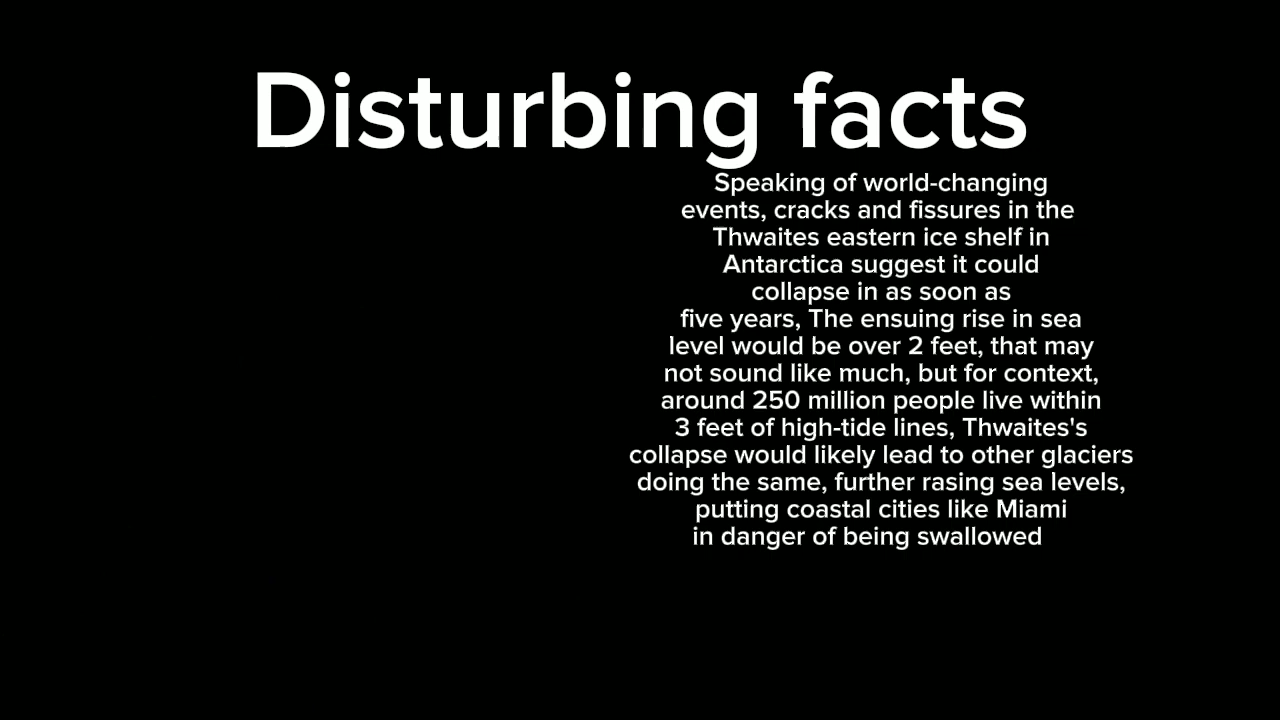 Disturbing facts
Speaking of world-changing
events, cracks and fissures in the
Thwaites eastern ice shelf in
Antarctica suggest it could
collapse in as soon as
five years, The ensuing rise in sea
level would be over 2 feet, that may
not sound like much, but for context,
around 250 million people live within
3 feet of high-tide lines, Thwaites's
collapse would likely lead to other glaciers
doing the same, further rasing sea levels,
putting coastal cities like Miami
in danger of being swallowed